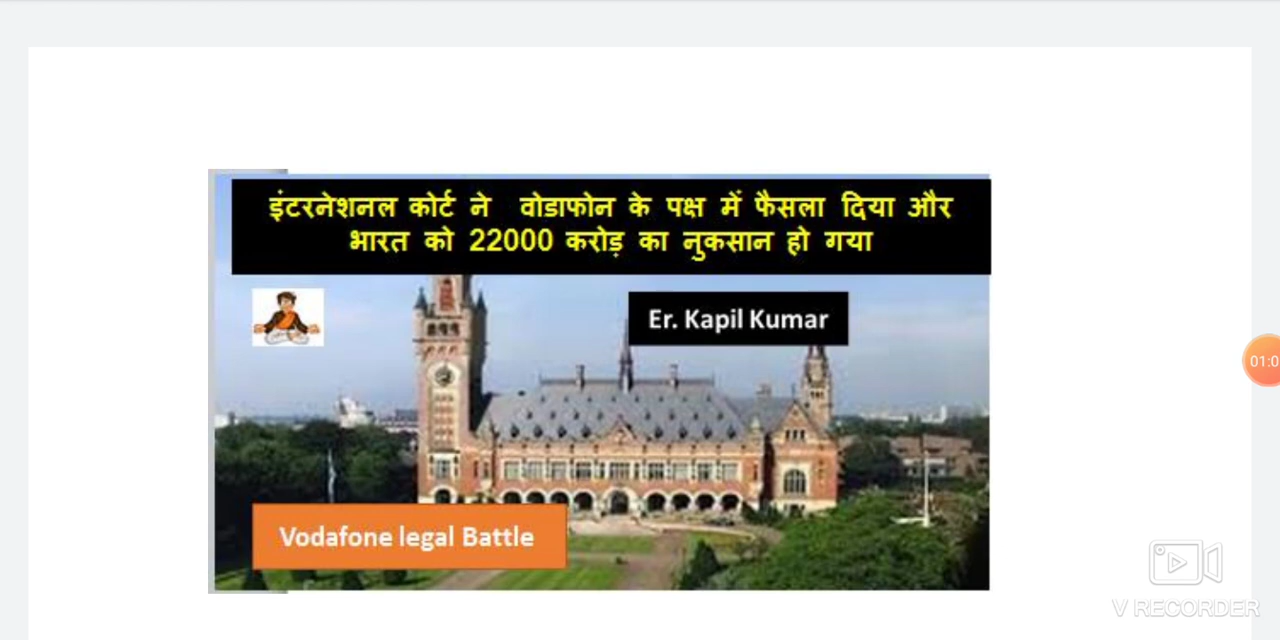 इंटरनेशनल कोर्ट ने वोडाफोन के पक्ष में फैसला दिया और
भारत को 22000 करोड़ का नुकसान हो गया
Er. Kapil Kumar
01:0
Vodafone legal Battle
V RECORDER